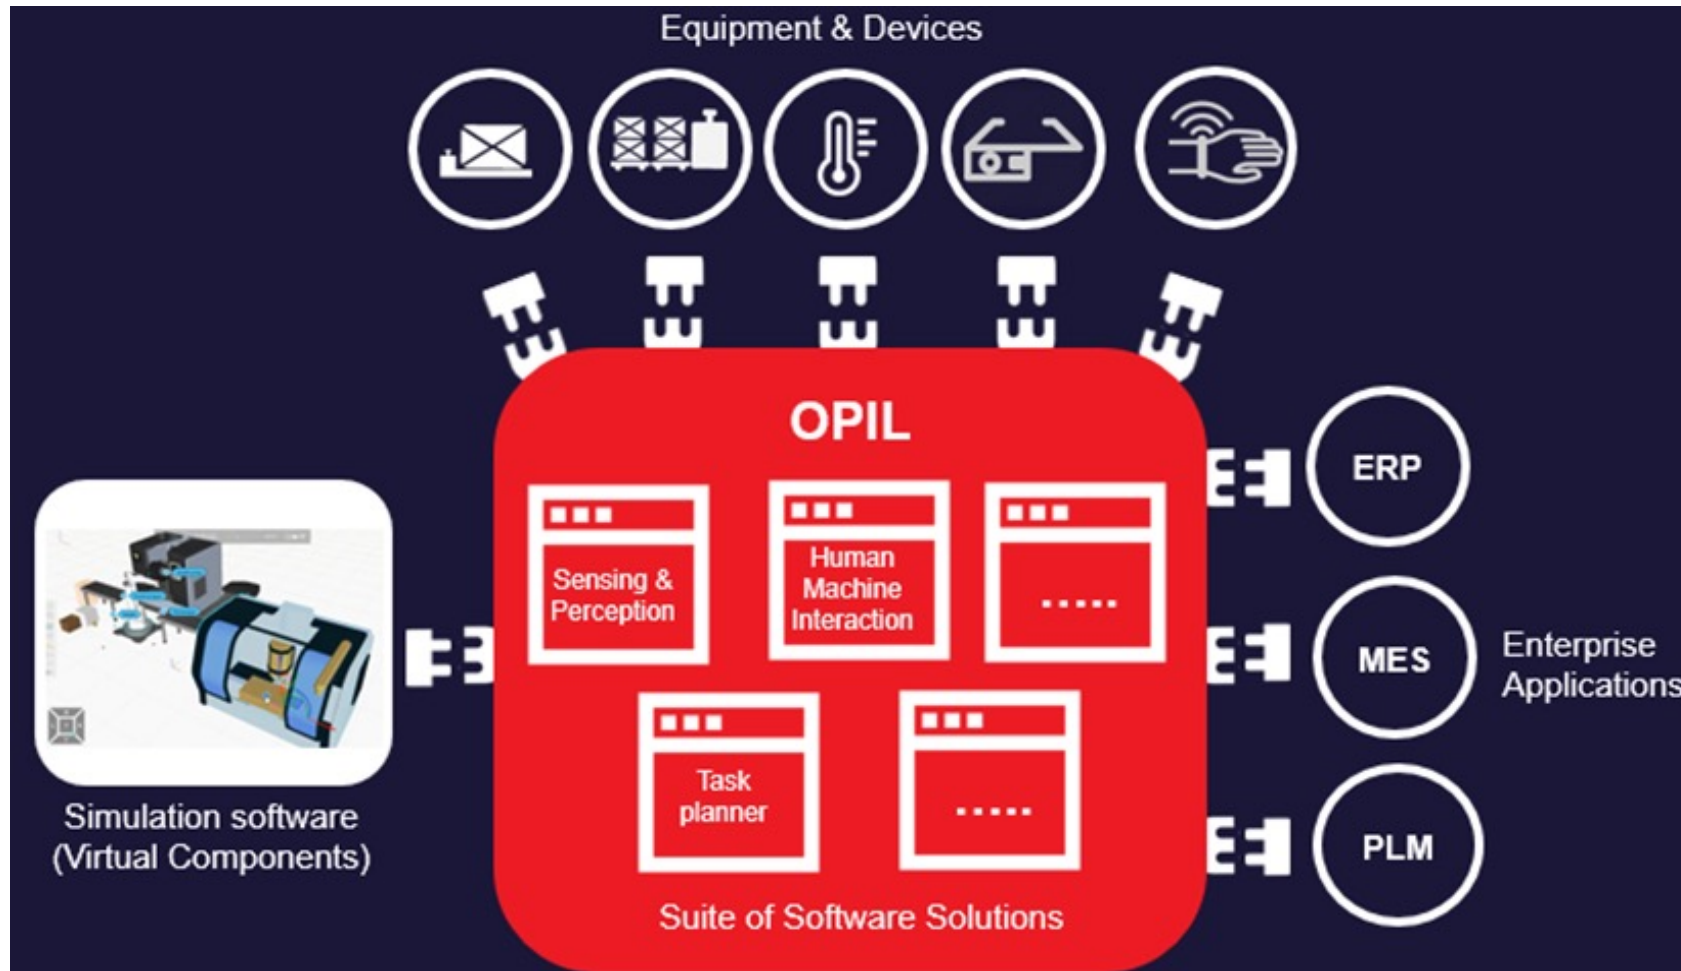 Equipment & Devices
OPIL
Sensing &
Perception
Human
Machine
Interaction
.....
Task
planner
.....
Suite of Software Solutions
Simulation software
(Virtual Components)
ERP
MES
PLM
Enterprise
Applications